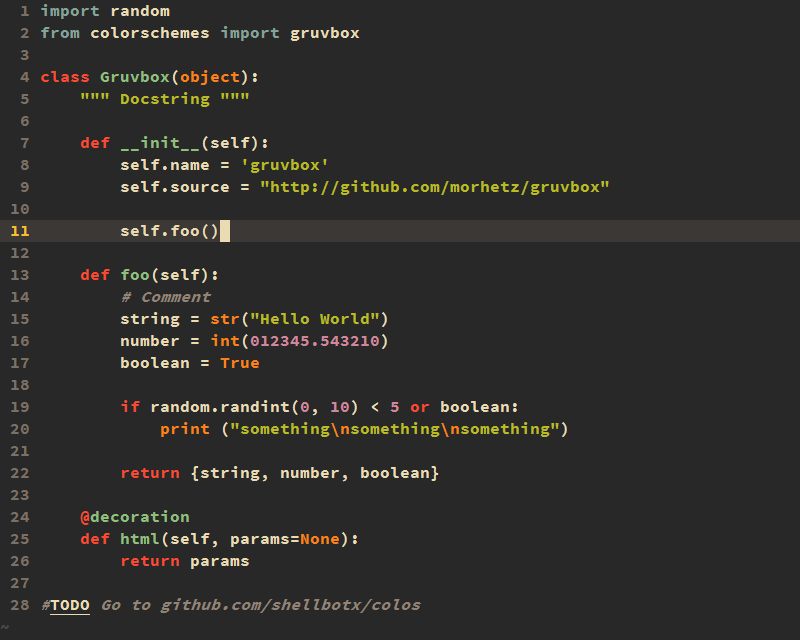 1 import random
2 from colorschemes import gruvbox
3
4 class Gruvbox(object):
5     """ Docstring """
6
7     def __init__(self):
8         self.name = 'gruvbox'
9         self.source = "http://github.com/morhetz/gruvbox"
10
11         self.foo()
12
13     def foo(self):
14         # Comment
15         string = str("Hello World")
16         number = int(012345.543210)
17         boolean = True
18
19         if random.randint(0, 10) < 5 or boolean:
20             print ("something\nsomething\nsomething")
21
22         return {string, number, boolean}
23
24     @decoration
25     def html(self, params=None):
26         return params
27
28 #TODO Go to github.com/shellbotx/colos
~